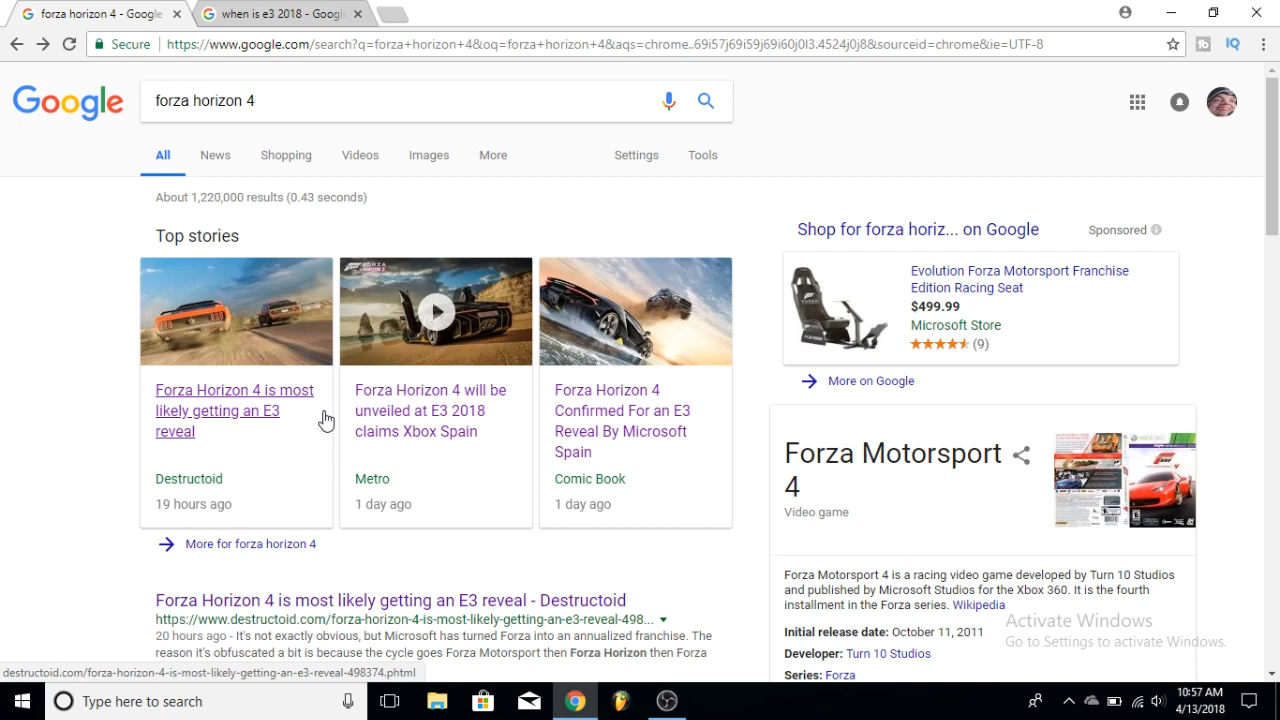 forza horizon 4 - Google
when is e3 2018 - Googl
Secure
https://www.google.com/search?q=forza+horizon+4&oq=forza+horizon+4&aqs=chrome..69i57j69i59j69i60j0l3.4524j0j8&sourceid=chrome&ie=UTF-8
Google
forza horizon 4
All
News
Shopping
Videos
Images
More
Settings
Tools
About 1,220,000 results (0.43 seconds)
Top stories
Forza Horizon 4 is most
likely getting an E3
reveal
Destructoid
19 hours ago
Forza Horizon 4 will be
unveiled at E3 2018
claims Xbox Spain
Metro
1 day ago
Forza Horizon 4
Confirmed For an E3
Reveal By Microsoft
Spain
Comic Book
1 day ago
More for forza horizon 4
Forza Horizon 4 is most likely getting an E3 reveal - Destructoid
https://www.destructoid.com/forza-horizon-4-is-most-likely-getting-an-e3-reveal-498...
20 hours ago - It's not exactly obvious, but Microsoft has turned Forza into an annualized franchise. The
reason it's obfuscated a bit is because the cycle goes Forza Motorsport then Forza Horizon then Forza
Shop for forza horiz... on Google
Sponsored
Evolution Forza Motorsport Franchise
Edition Racing Seat
$499.99
Microsoft Store
(9)
More on Google
Forza Motorsport
4
Video game
Forza Motorsport 4 is a racing video game developed by Turn 10 Studios
and published by Microsoft Studios for the Xbox 360. It is the fourth
installment in the Forza series. Wikipedia
Initial release date: October 11, 2011
Developer: Turn 10 Studios
Series: Forza
Activate Windows
Go to Settings to activate Windows.
destructoid.com/forza-horizon-4-is-most-likely-getting-an-e3-reveal-498374.phtml
Type here to search
10:57 AM
4/13/2018